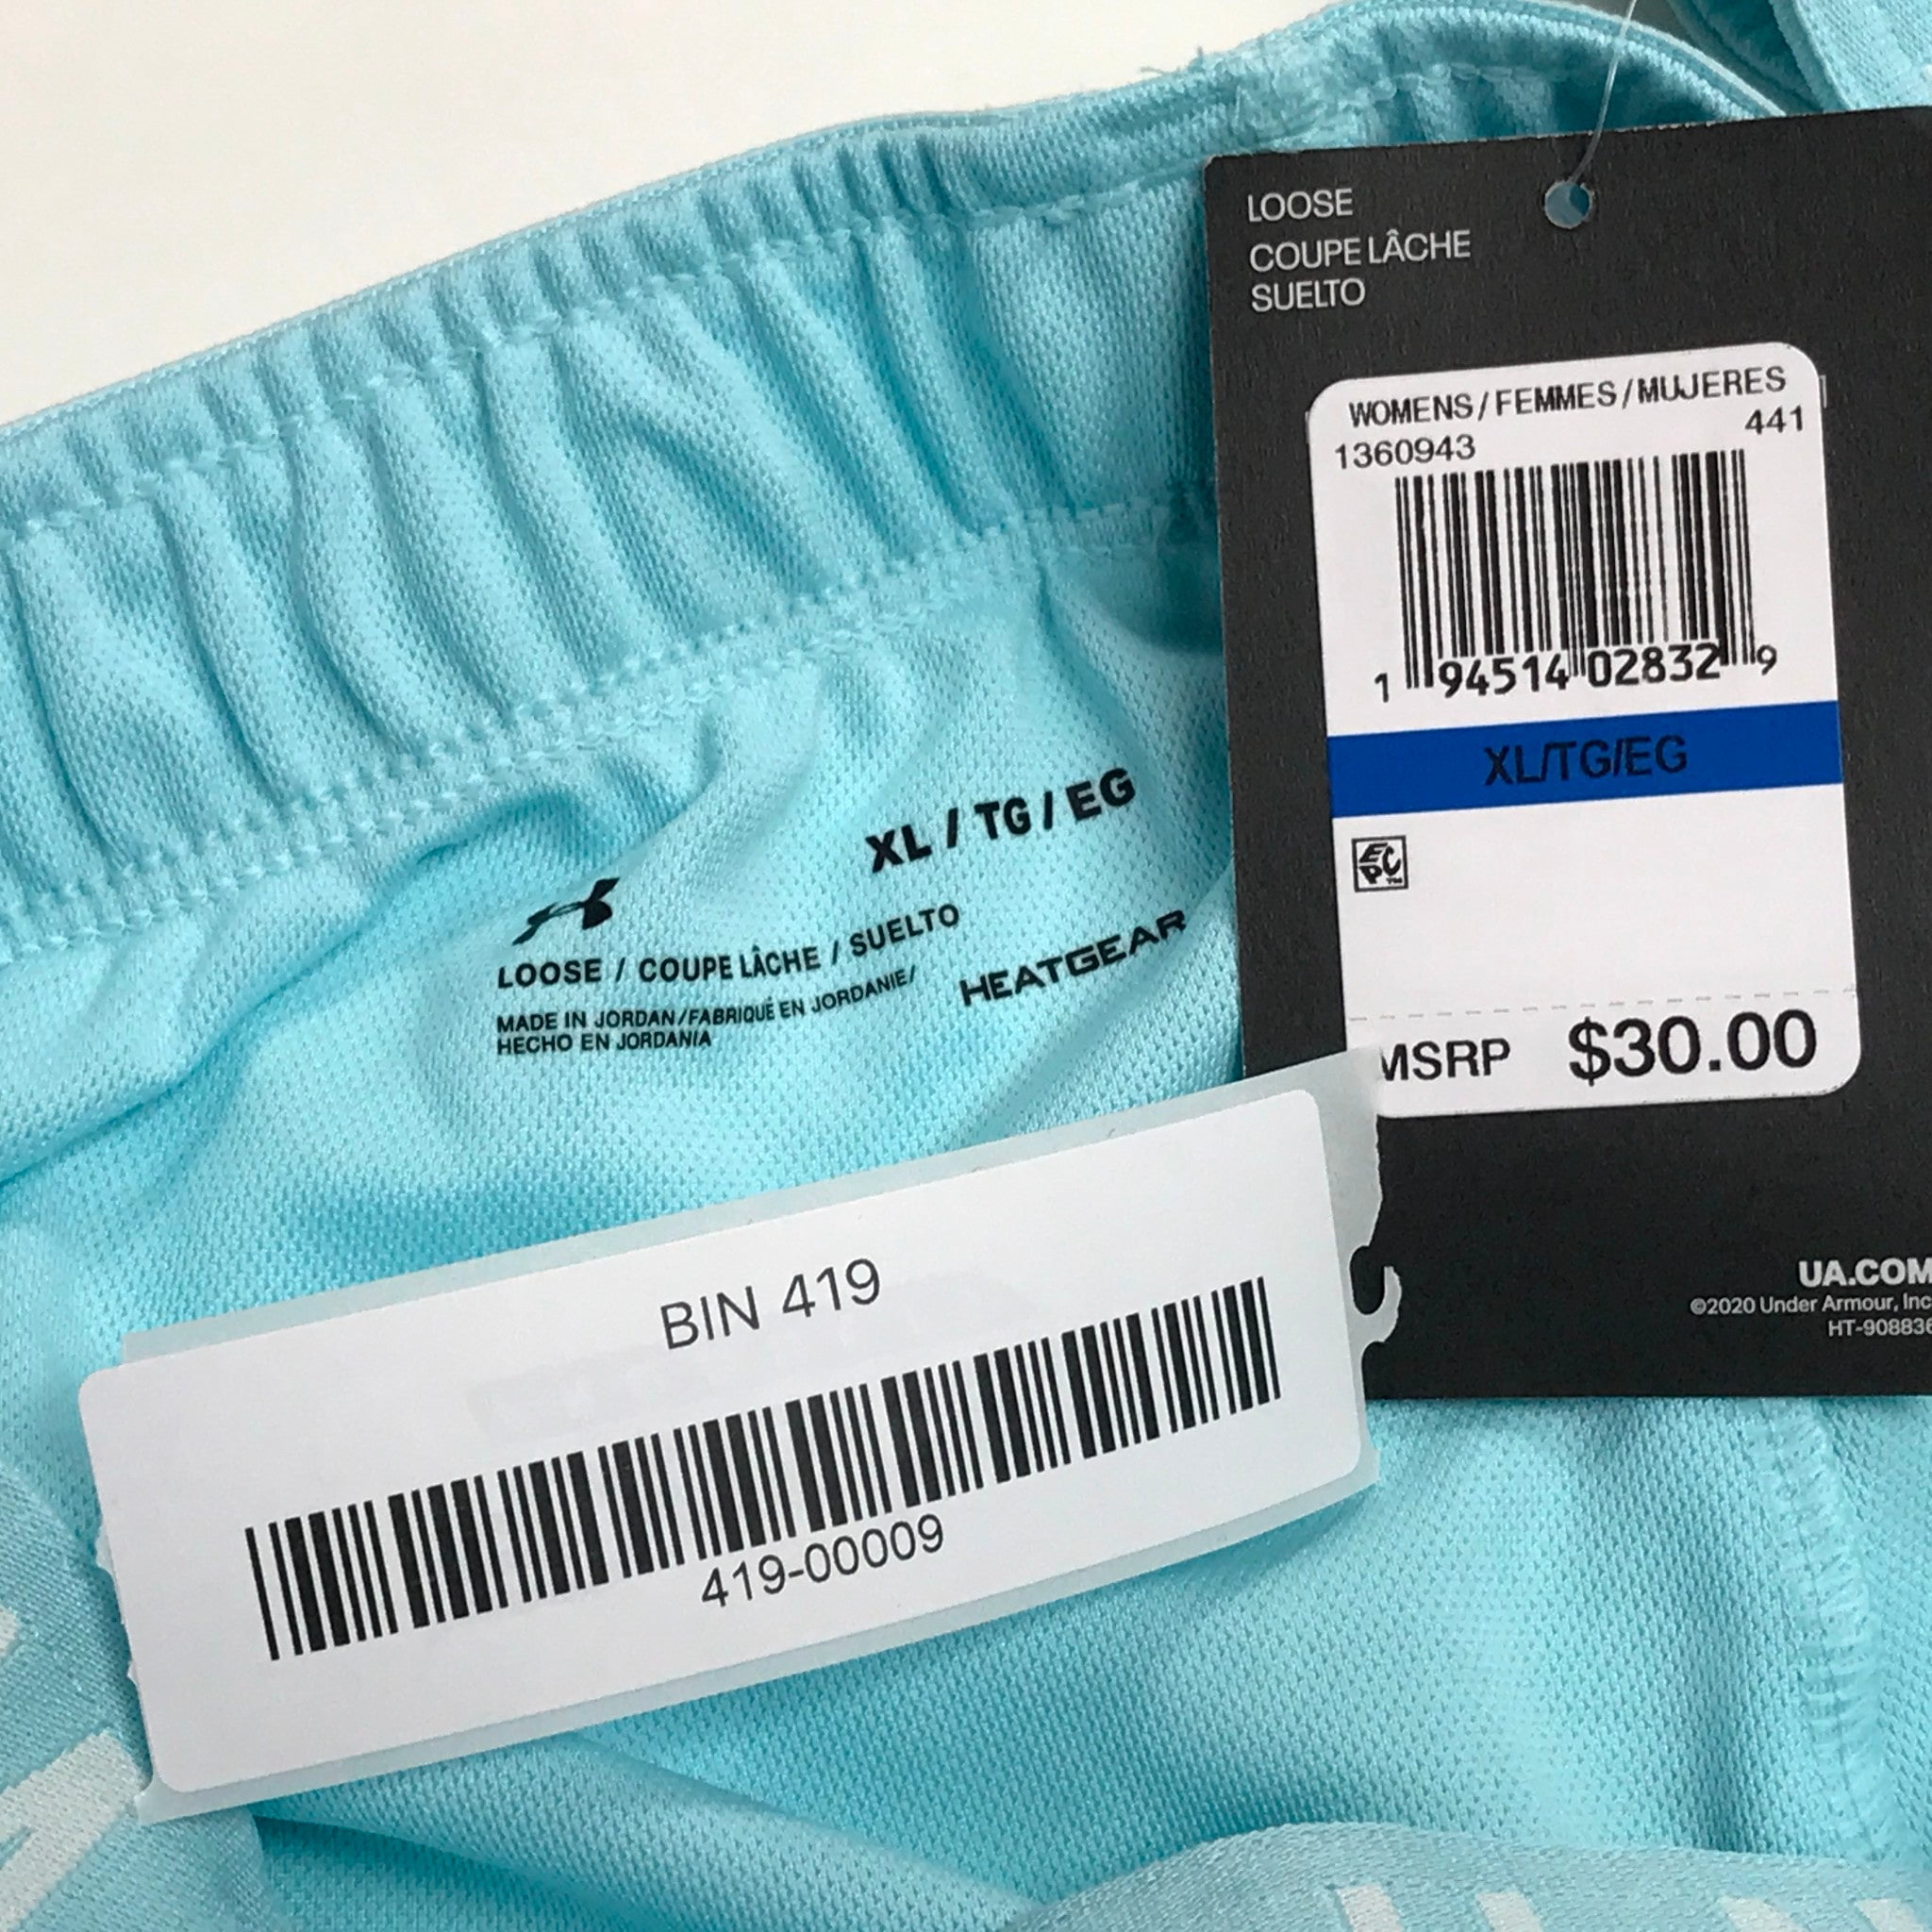 LOOSE
COUPE LÂCHE
SUELTO
WOMENS/FEMMES/MUJERES
1360943 441
1 94514 02832 9
XL/TG/EG
EPC™
MSRP $30.00
UA.COM
©2020 Under Armour, Inc
HT-908836
XL / TG / EG
LOOSE / COUPE LÂCHE / SUELTO
HEATGEAR
MADE IN JORDAN/FABRIQUÉ EN JORDANIE/
HECHO EN JORDANIA
BIN 419
419-00009